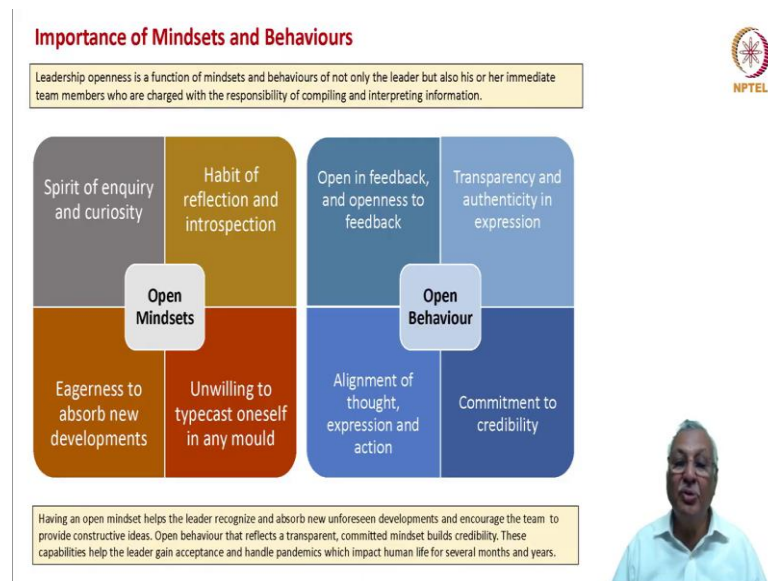 Importance of Mindsets and Behaviours
NPTEL
Leadership openness is a function of mindsets and behaviours of not only the leader but also his or her immediate
team members who are charged with the responsibility of compiling and interpreting information.
Spirit of enquiry
and curiosity
Habit of
reflection and
introspection
Open
Mindsets
Eagerness to
absorb new
developments
Unwilling to
typecast oneself
in any mould
Open in feedback,
and openness to
feedback
Transparency and
authenticity in
expression
Open
Behaviour
Alignment of
thought,
expression and
action
Commitment to
credibility
Having an open mindset helps the leader recognize and absorb new unforeseen developments and encourage the team to
provide constructive ideas. Open behaviour that reflects a transparent, committed mindset builds credibility. These
capabilities help the leader gain acceptance and handle pandemics which impact human life for several months and years.